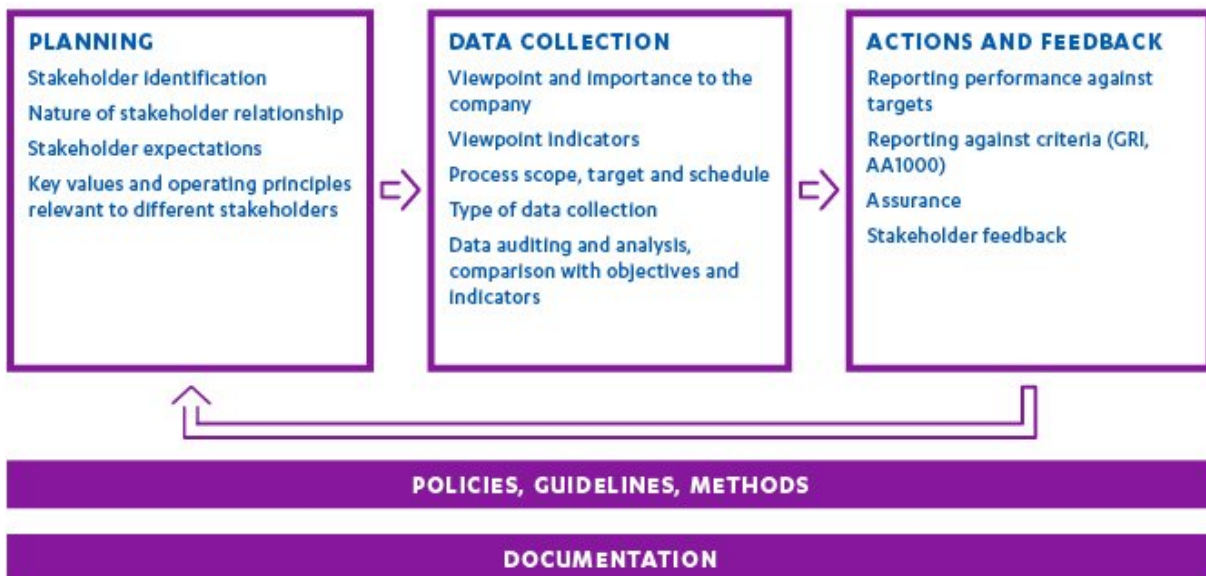 PLANNING
Stakeholder identification
Nature of stakeholder relationship
Stakeholder expectations
Key values and operating principles
relevant to different stakeholders
DATA COLLECTION
Viewpoint and importance to the
company
Viewpoint indicators
Process scope, target and schedule
Type of data collection
Data auditing and analysis,
comparison with objectives and
indicators
ACTIONS AND FEEDBACK
Reporting performance against
targets
Reporting against criteria (GRI,
AA1000)
Assurance
Stakeholder feedback
POLICIES, GUIDELINES, METHODS
DOCUMENTATION